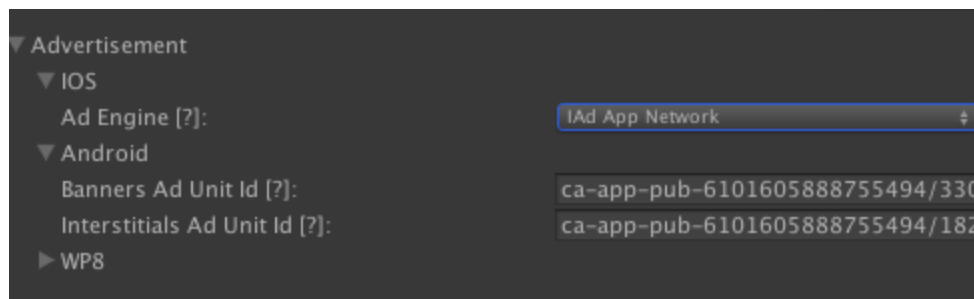 Advertisement
IOS
Ad Engine [?]: IAd App Network
Android
Banners Ad Unit Id [?]: ca-app-pub-6101605888755494/330
Interstitials Ad Unit Id [?]: ca-app-pub-6101605888755494/182
WP8